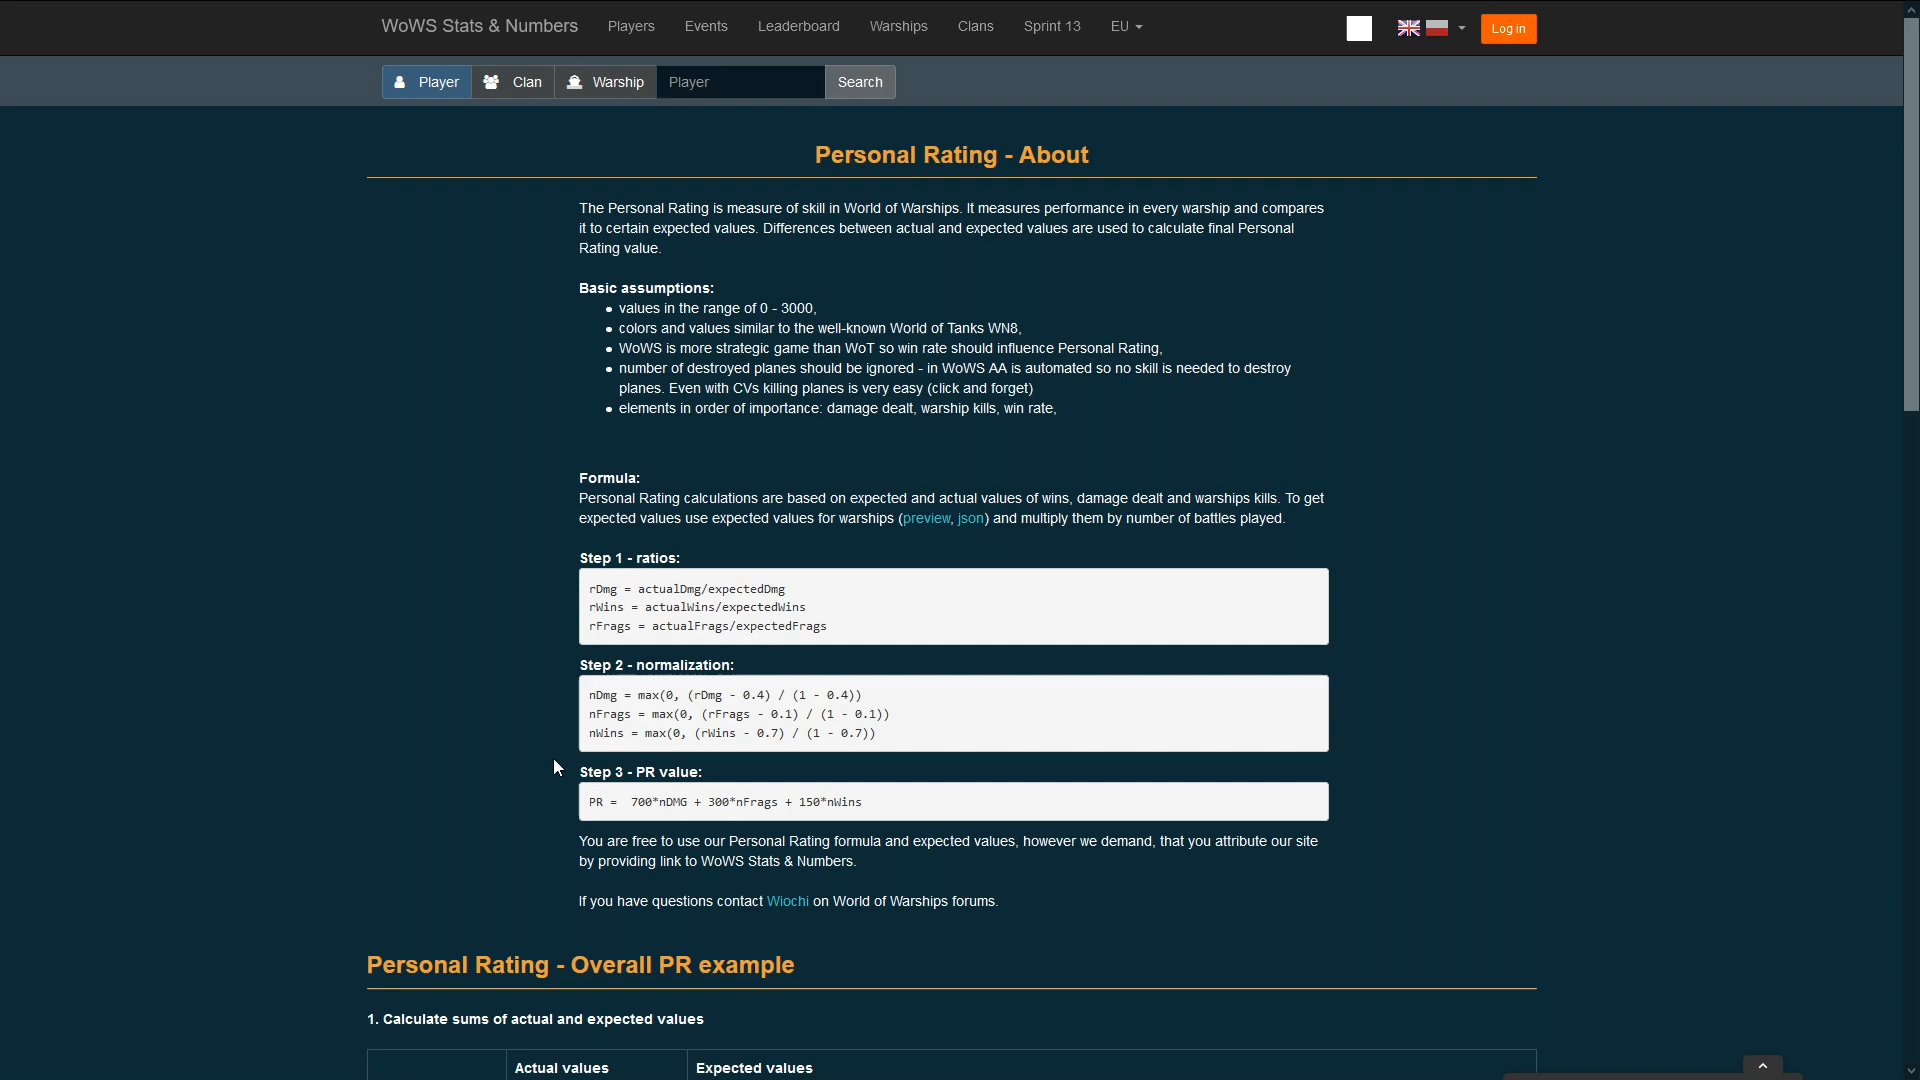 WoWS Stats & Numbers Players Events Leaderboard Warships Clans Sprint 13 EU Log in
Player Clan Warship Player Search
Personal Rating - About
The Personal Rating is measure of skill in World of Warships. It measures performance in every warship and compares
it to certain expected values. Differences between actual and expected values are used to calculate final Personal
Rating value.
Basic assumptions:
values in the range of 0 - 3000,
colors and values similar to the well-known World of Tanks WN8,
WoWS is more strategic game than WoT so win rate should influence Personal Rating,
number of destroyed planes should be ignored - in WoWS AA is automated so no skill is needed to destroy
planes. Even with CVs killing planes is very easy (click and forget)
elements in order of importance: damage dealt, warship kills, win rate,
Formula:
Personal Rating calculations are based on expected and actual values of wins, damage dealt and warships kills. To get
expected values use expected values for warships (preview, json) and multiply them by number of battles played.
Step 1 - ratios:
rDmg = actualDmg/expectedDmg
rWins = actualWins/expectedWins
rFrags = actualFrags/expectedFrags
Step 2 - normalization:
nDmg = max(0, (rDmg - 0.4) / (1 - 0.4))
nFrags = max(0, (rFrags - 0.1) / (1 - 0.1))
nWins = max(0, (rWins - 0.7) / (1 - 0.7))
Step 3 - PR value:
PR =  700*nDMG + 300*nFrags + 150*nWins
You are free to use our Personal Rating formula and expected values, however we demand, that you attribute our site
by providing link to WoWS Stats & Numbers.
If you have questions contact Wiochi on World of Warships forums.
Personal Rating - Overall PR example
1. Calculate sums of actual and expected values
Actual values Expected values